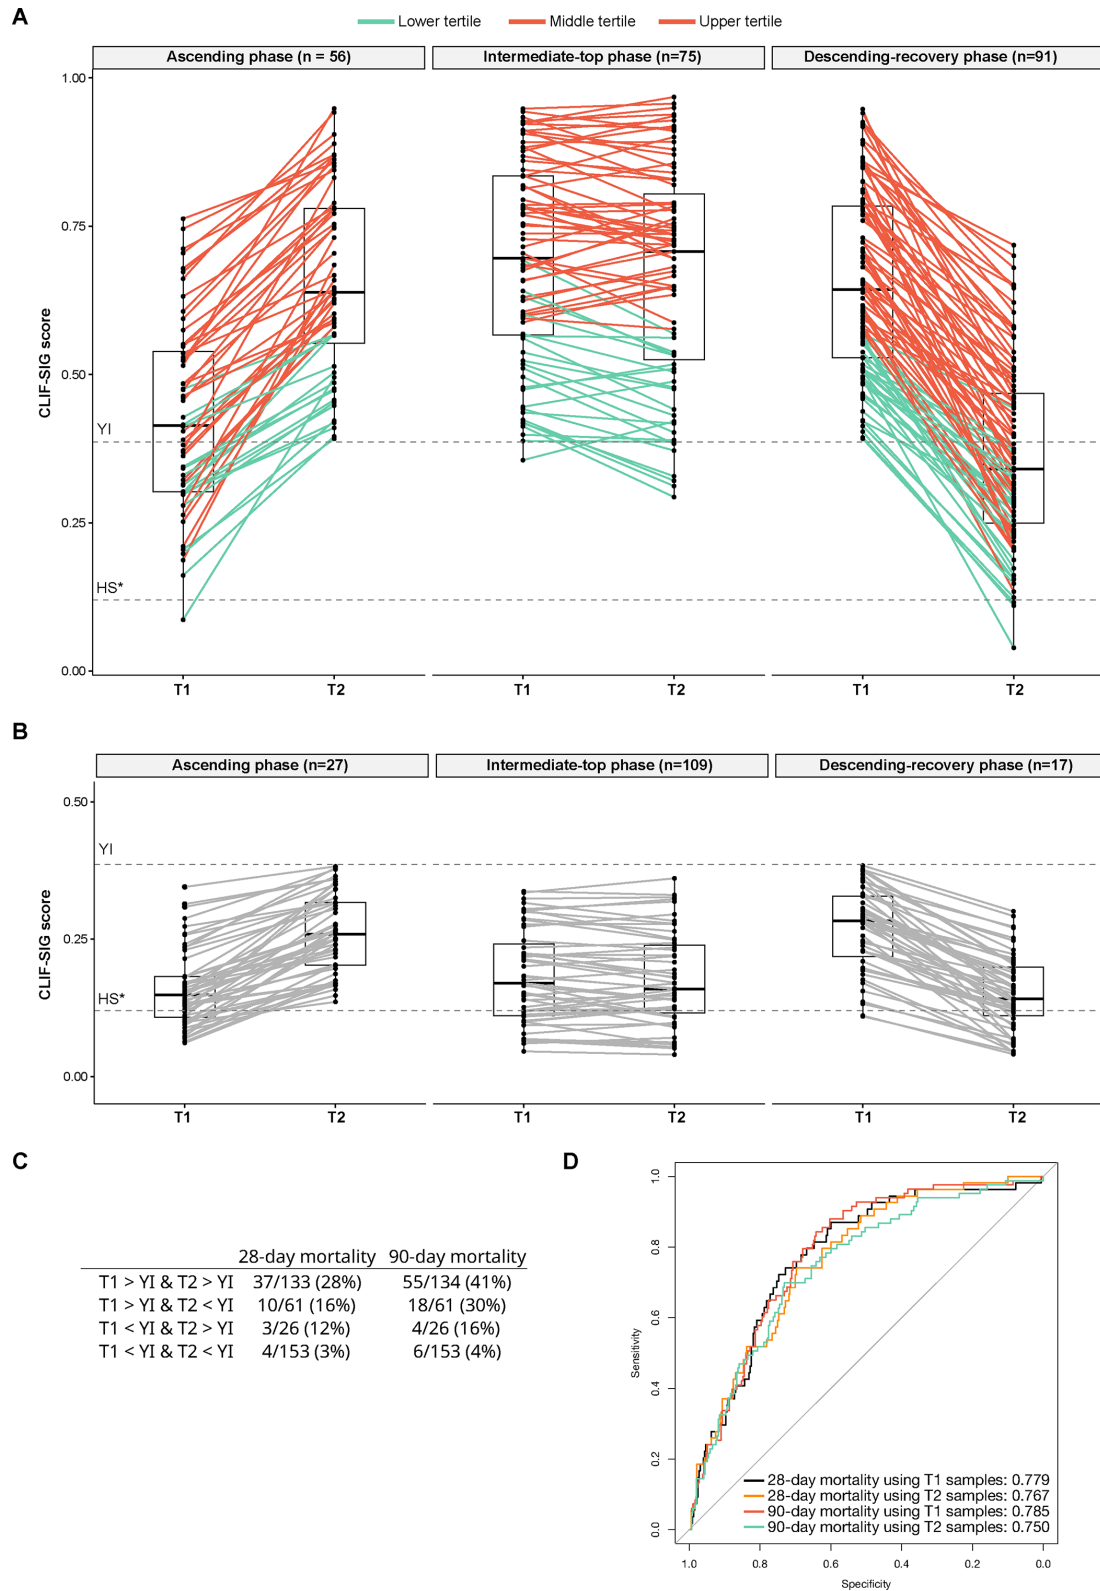 A
Lower tertile Middle tertile Upper tertile
Ascending phase (n = 56) Intermediate-top phase (n=75) Descending-recovery phase (n=91)
1.00
0.75
0.50
0.25
0.00
CLIF-SIG score
YI
HS*
T1 T2 T1 T2 T1 T2
B
Ascending phase (n=27) Intermediate-top phase (n=109) Descending-recovery phase (n=17)
0.50
0.25
0.00
CLIF-SIG score
YI
HS*
T1 T2 T1 T2 T1 T2
C
28-day mortality 90-day mortality
T1 > YI & T2 > YI 37/133 (28%) 55/134 (41%)
T1 > YI & T2 < YI 10/61 (16%) 18/61 (30%)
T1 < YI & T2 > YI 3/26 (12%) 4/26 (16%)
T1 < YI & T2 < YI 4/153 (3%) 6/153 (4%)
D
1.0
0.8
0.6
0.4
0.2
0.0
Sensitivity
28-day mortality using T1 samples: 0.779
28-day mortality using T2 samples: 0.767
90-day mortality using T1 samples: 0.785
90-day mortality using T2 samples: 0.750
1.0 0.8 0.6 0.4 0.2 0.0
Specificity